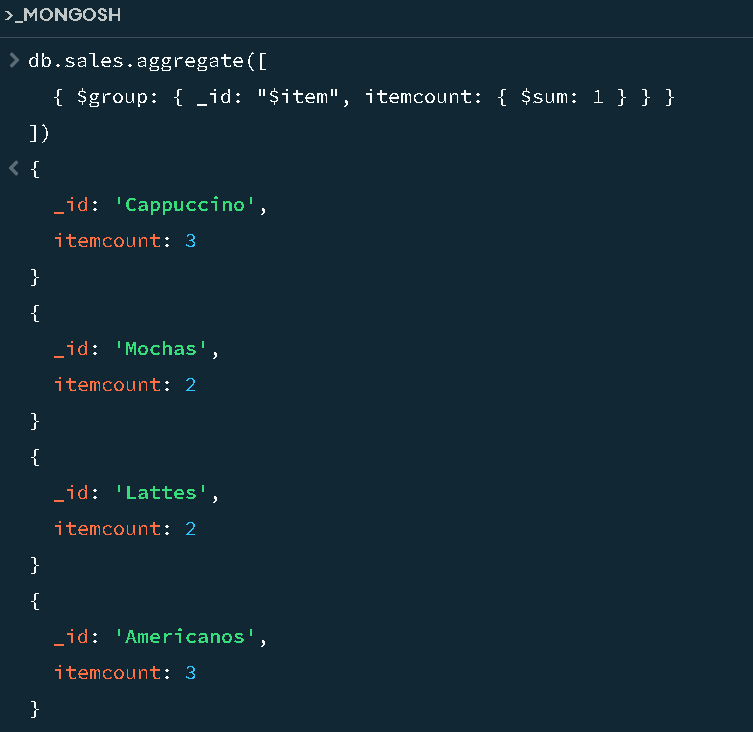 >_MONGOSH
> db.sales.aggregate([
{ $group: { _id: "$item", itemcount: { $sum: 1 } } }
])
< {
_id: 'Cappuccino',
itemcount: 3
}
{
_id: 'Mochas',
itemcount: 2
}
{
_id: 'Lattes',
itemcount: 2
}
{
_id: 'Americanos',
itemcount: 3
}